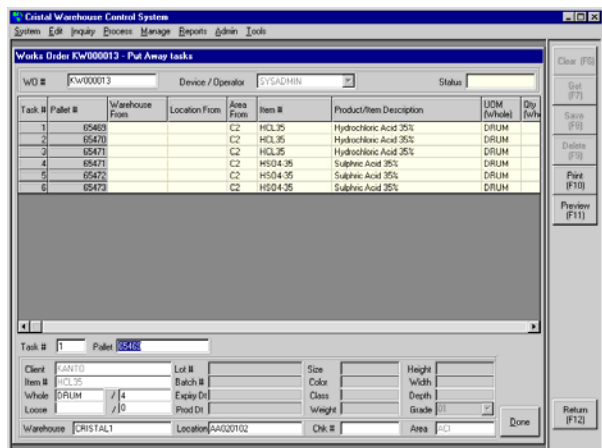 Cristal Warehouse Control System
System Edit Inquiry Process Manage Reports Admin Tools
Works Order KW000013 - Put Away tasks
WO # KW000013 Device / Operator SYSADMIN Status
Task # Pallet # Warehouse From Location From Area From Item # Product/Item Description UOM (Whole) Qty (Wh
1 65469 C2 HCL35 Hydrochloric Acid 35% DRUM
2 65470 C2 HCL35 Hydrochloric Acid 35% DRUM
3 65471 C2 HCL35 Hydrochloric Acid 35% DRUM
4 65471 C2 HSO4-35 Sulphric Acid 35% DRUM
5 65472 C2 HSO4-35 Sulphric Acid 35% DRUM
6 65473 C2 HSO4-35 Sulphric Acid 35% DRUM
Task # 1 Pallet 65469
Client KANTO Lot # Size Height
Item # HCL35 Batch # Color Width
Whole DRUM / 4 Expiry Dt Class Depth
Loose / 0 Prod Dt Weight Grade 01
Warehouse CRISTAL1 Location AA020102 Chk # Area ACI
Done
Clear (F6)
Get (F7)
Save (F8)
Delete (F9)
Print (F10)
Preview (F11)
Return (F12)